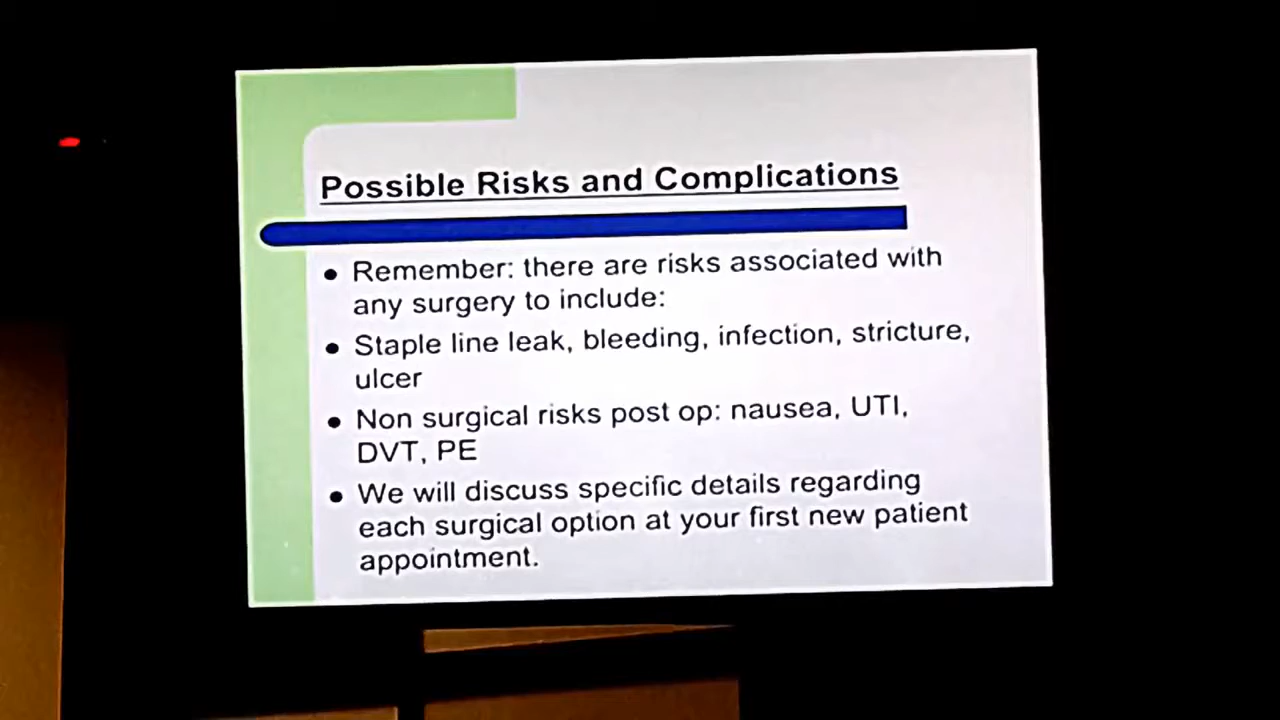 Possible Risks and Complications
● Remember: there are risks associated with
any surgery to include:
● Staple line leak, bleeding, infection, stricture,
ulcer
● Non surgical risks post op: nausea, UTI,
DVT, PE
● We will discuss specific details regarding
each surgical option at your first new patient
appointment.